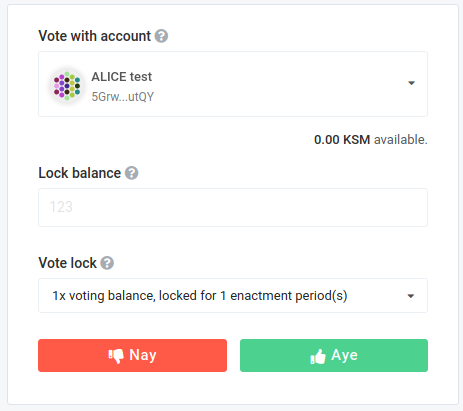 Vote with account ?
ALICE test
5Grw...utQY
0.00 KSM available.
Lock balance ?
123
Vote lock ?
1x voting balance, locked for 1 enactment period(s)
Nay
Aye